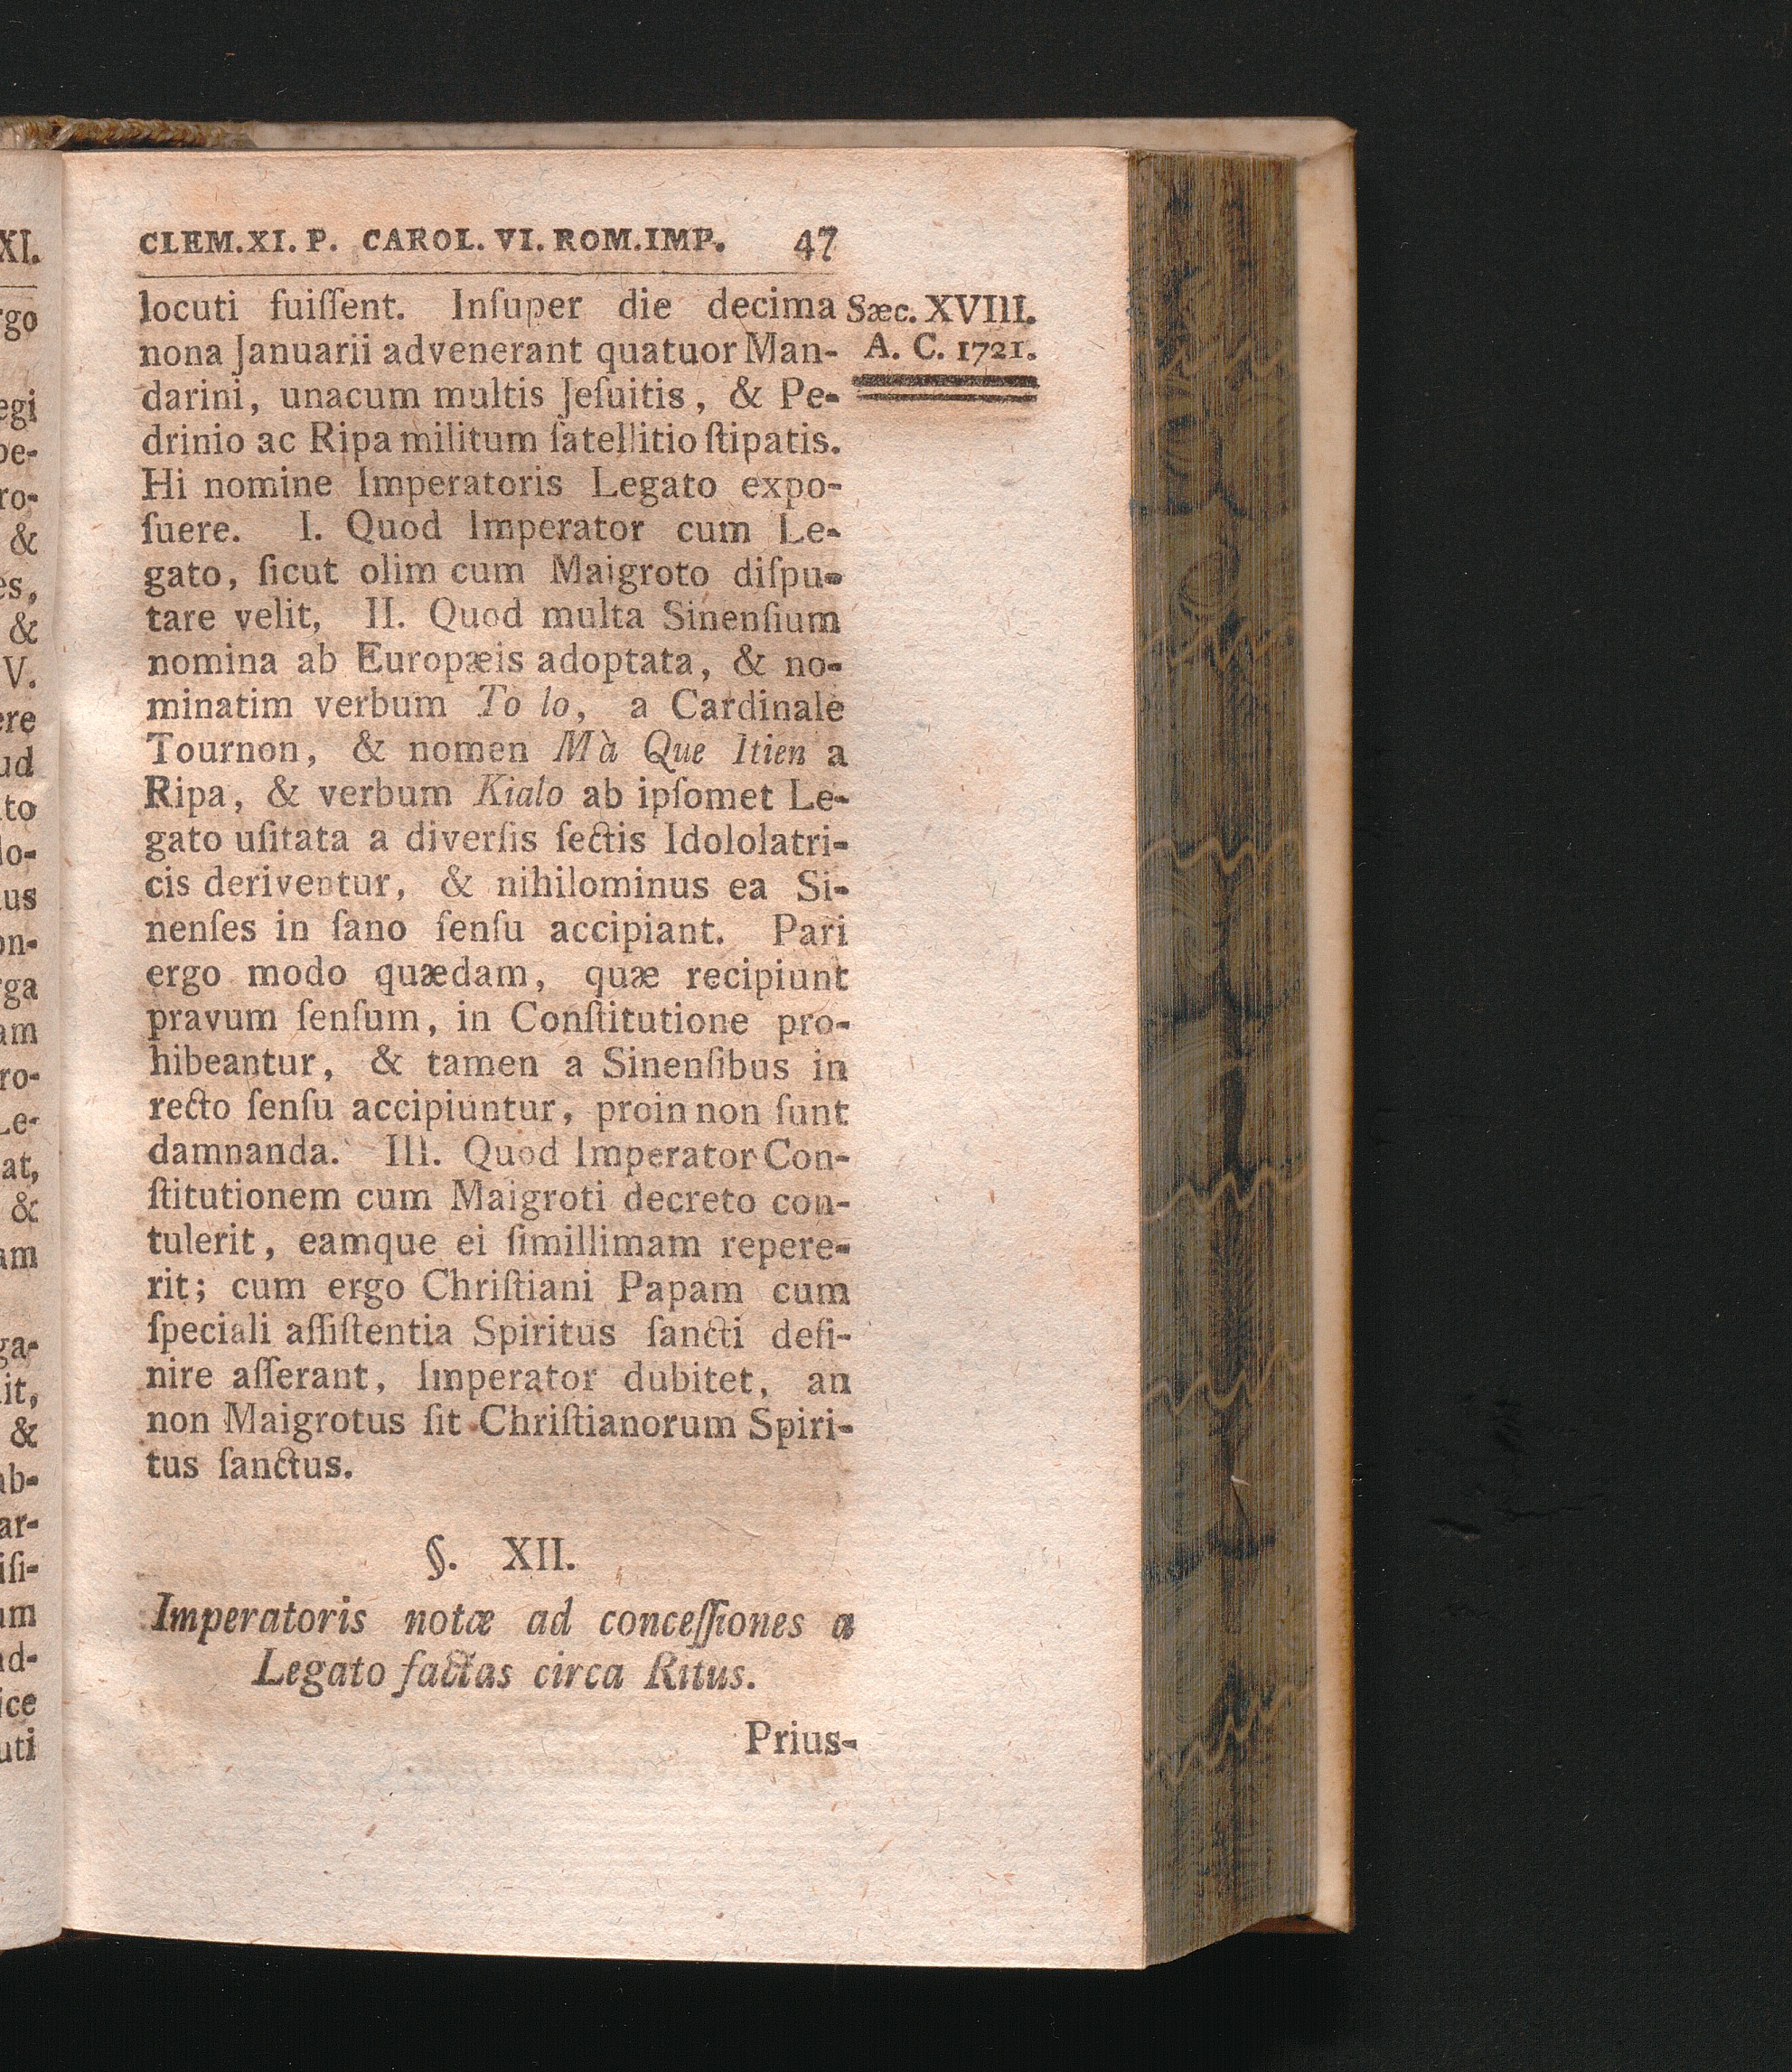 CLEM.XI. P. CAROL. VI. ROM.IMP. 47
Sæc. XVIII.
A. C. 1721.
locuti fuiſſent. Inſuper die decima
nona Januarii advenerant quatuor Man-
darini, unacum multis Jeſuitis, & Pe-
drinio ac Ripa militum ſatellitio ſtipatis.
Hi nomine Imperatoris Legato expo-
ſuere. I. Quod Imperator cum Le-
gato, ſicut olim cum Maigroto diſpu-
tare velit, II. Quod multa Sinenſium
nomina ab Europæis adoptata, & no-
minatim verbum To lo, a Cardinale
Tournon, & nomen Mà Que Itien a
Ripa, & verbum Kialo ab ipſomet Le-
gato uſitata a diverſis ſectis Idololatri-
cis deriventur, & nihilominus ea Si-
nenſes in ſano ſenſu accipiant. Pari
ergo modo quædam, quæ recipiunt
pravum ſenſum, in Conſtitutione pro-
hibeantur, & tamen a Sinenſibus in
recto ſenſu accipiuntur, proin non ſunt
damnanda. III. Quod Imperator Con-
ſtitutionem cum Maigroti decreto con-
tulerit, eamque ei ſimillimam repere-
rit; cum ergo Chriſtiani Papam cum
ſpeciali aſſiſtentia Spiritus ſancti defi-
nire aſſerant, Imperator dubitet, an
non Maigrotus ſit Chriſtianorum Spiri-
tus ſanctus.
§. XII.
Imperatoris notæ ad conceſſiones a
Legato factas circa Ritus.
Prius-